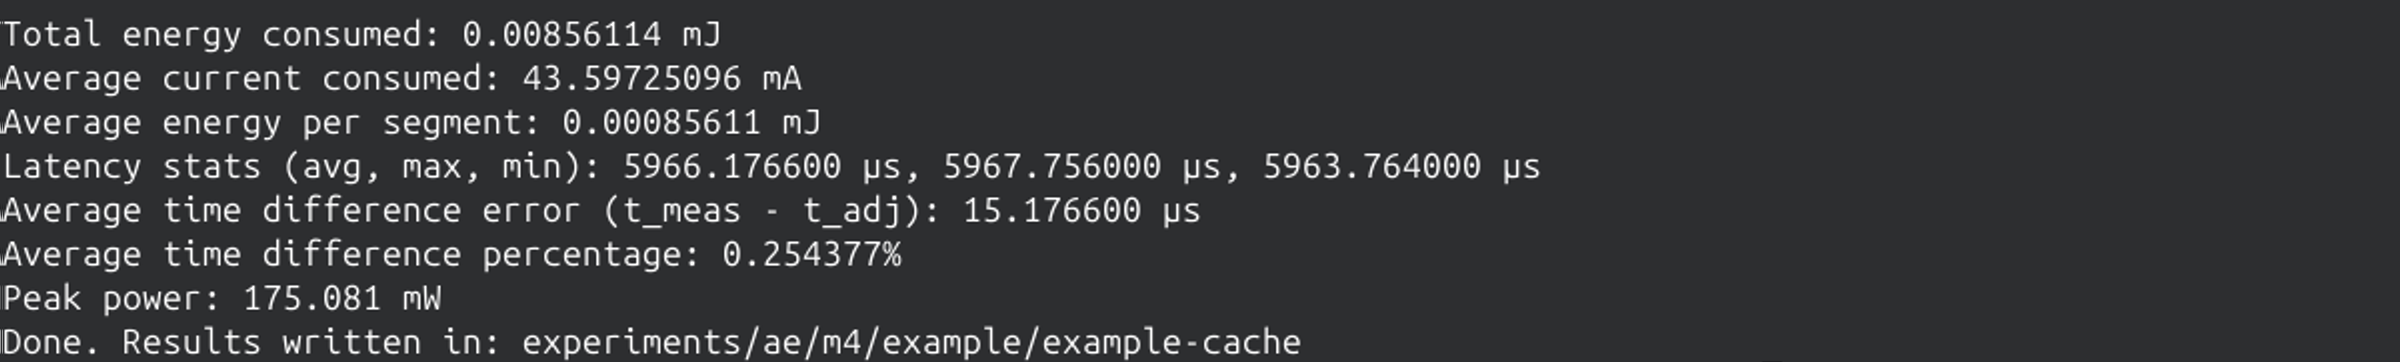 Total energy consumed: 0.00856114 mJ
Average current consumed: 43.59725096 mA
Average energy per segment: 0.00085611 mJ
Latency stats (avg, max, min): 5966.176600 µs, 5967.756000 µs, 5963.764000 µs
Average time difference error (t_meas - t_adj): 15.176600 µs
Average time difference percentage: 0.254377%
Peak power: 175.081 mW
Done. Results written in: experiments/ae/m4/example/example-cache